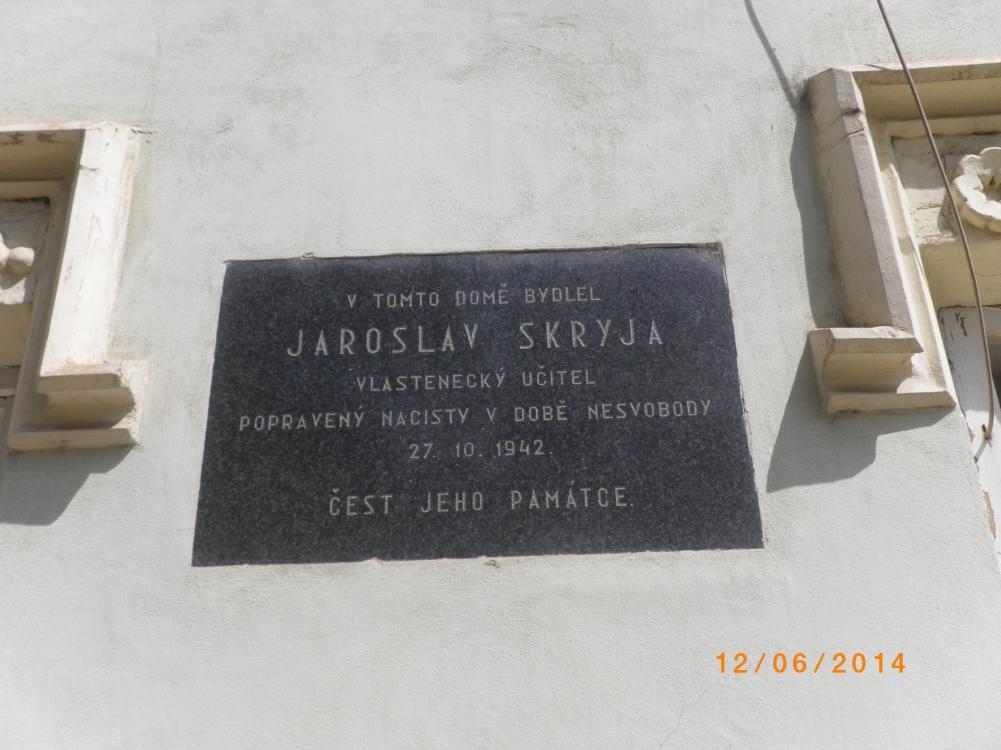 V TOMTO DOMĚ BYDLEL
JAROSLAV SKRYJA
VLASTENECKÝ UČITEL
POPRAVENÝ NACISTY V DOBĚ NESVOBODY
27. 10. 1942.
ČEST JEHO PAMÁTCE.
12/06/2014